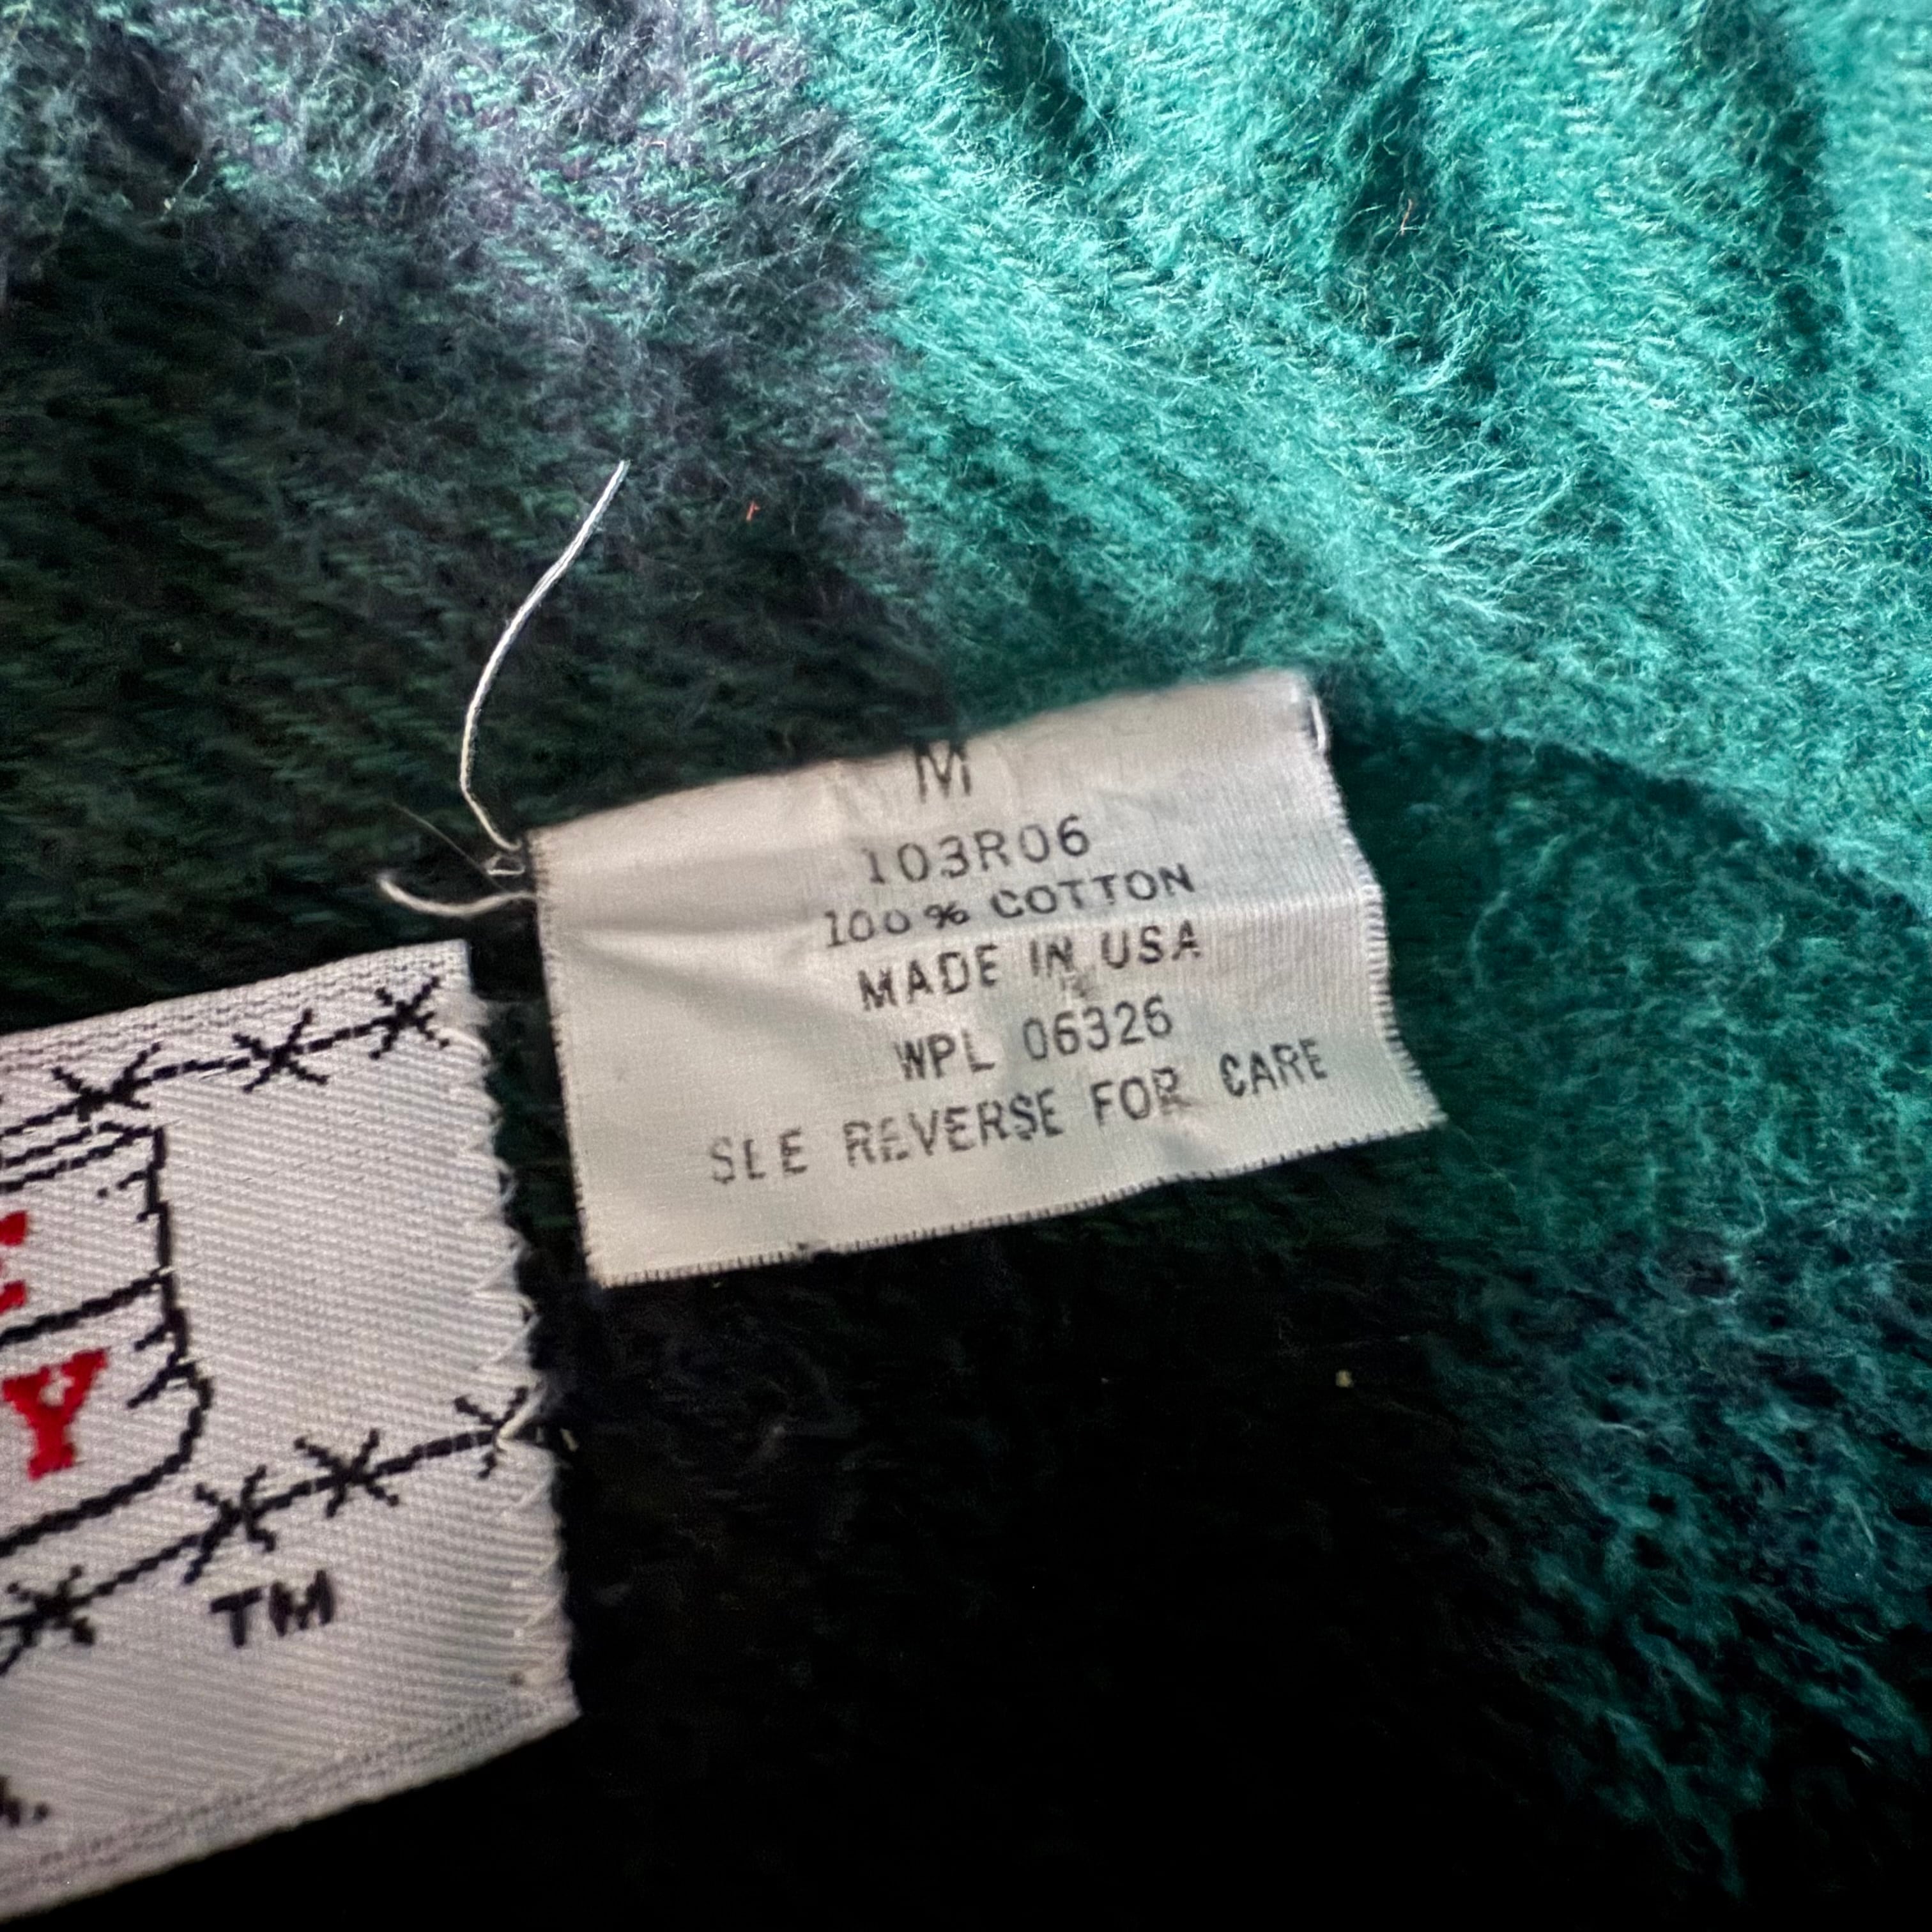 M
103R06
100% COTTON
MADE IN USA
WPL 06326
SEE REVERSE FOR CARE
Y
TM